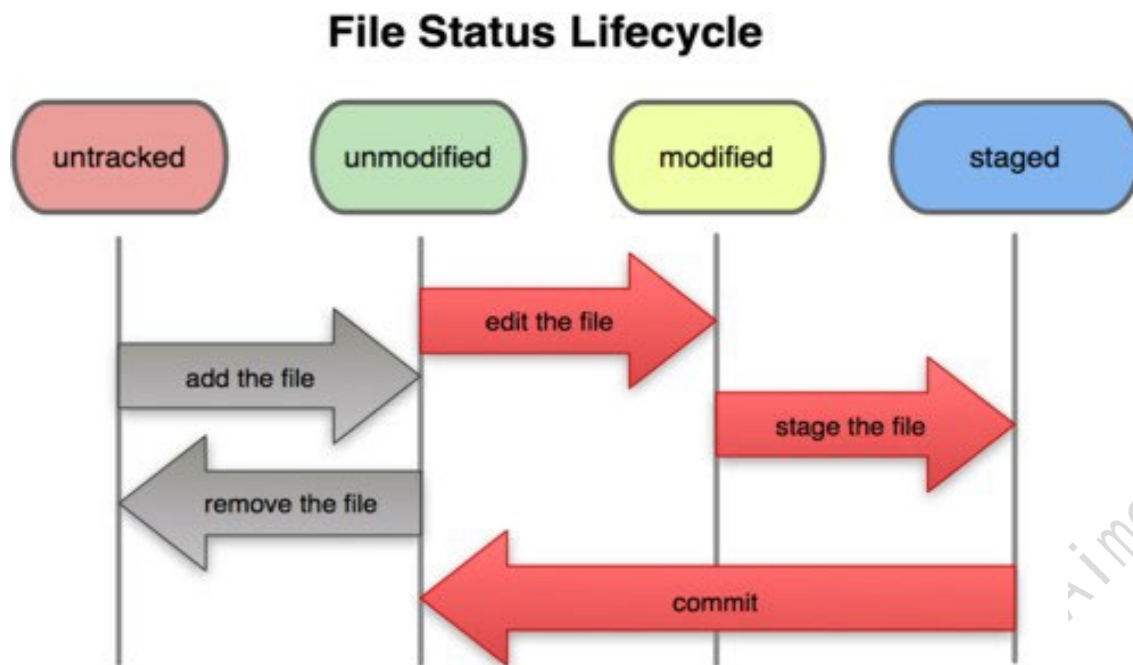 File Status Lifecycle
untracked
unmodified
modified
staged
edit the file
add the file
stage the file
remove the file
commit